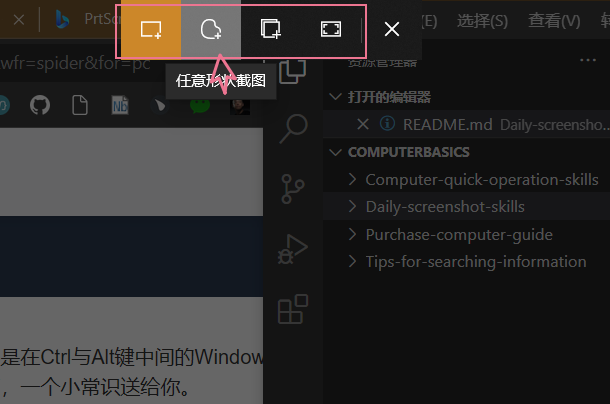 PrtScr
(E)
选择(S)
查看(V)
转
wfr=spider&for=pc
任意形状截图
资源管理器
打开的编辑器
README.md Daily-screensho...
COMPUTERBASICS
Computer-quick-operation-skills
Daily-screenshot-skills
Purchase-computer-guide
Tips-for-searching-information
是在Ctrl与Alt键中间的Window
，一个小常识送给你。